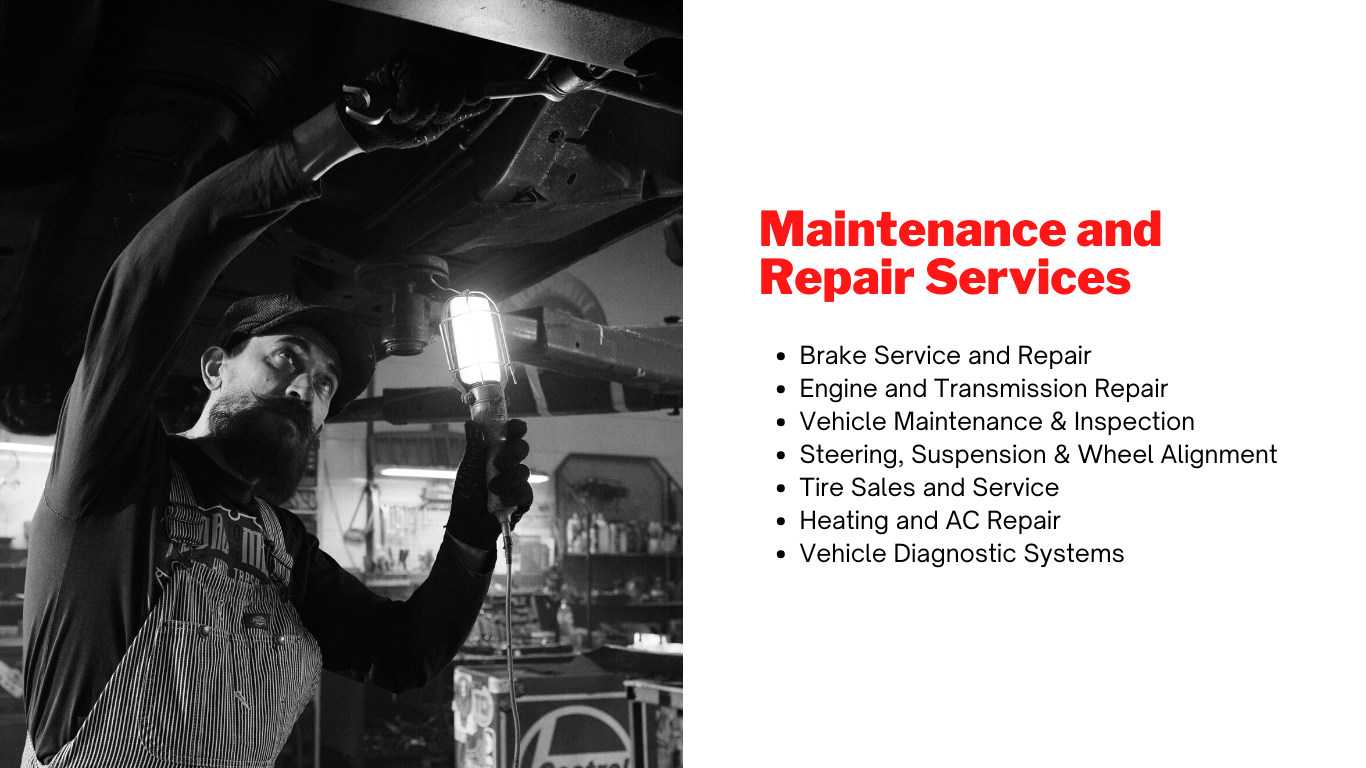 Maintenance and
Repair Services
Brake Service and Repair
Engine and Transmission Repair
Vehicle Maintenance & Inspection
Steering, Suspension & Wheel Alignment
Tire Sales and Service
Heating and AC Repair
Vehicle Diagnostic Systems
Castrol